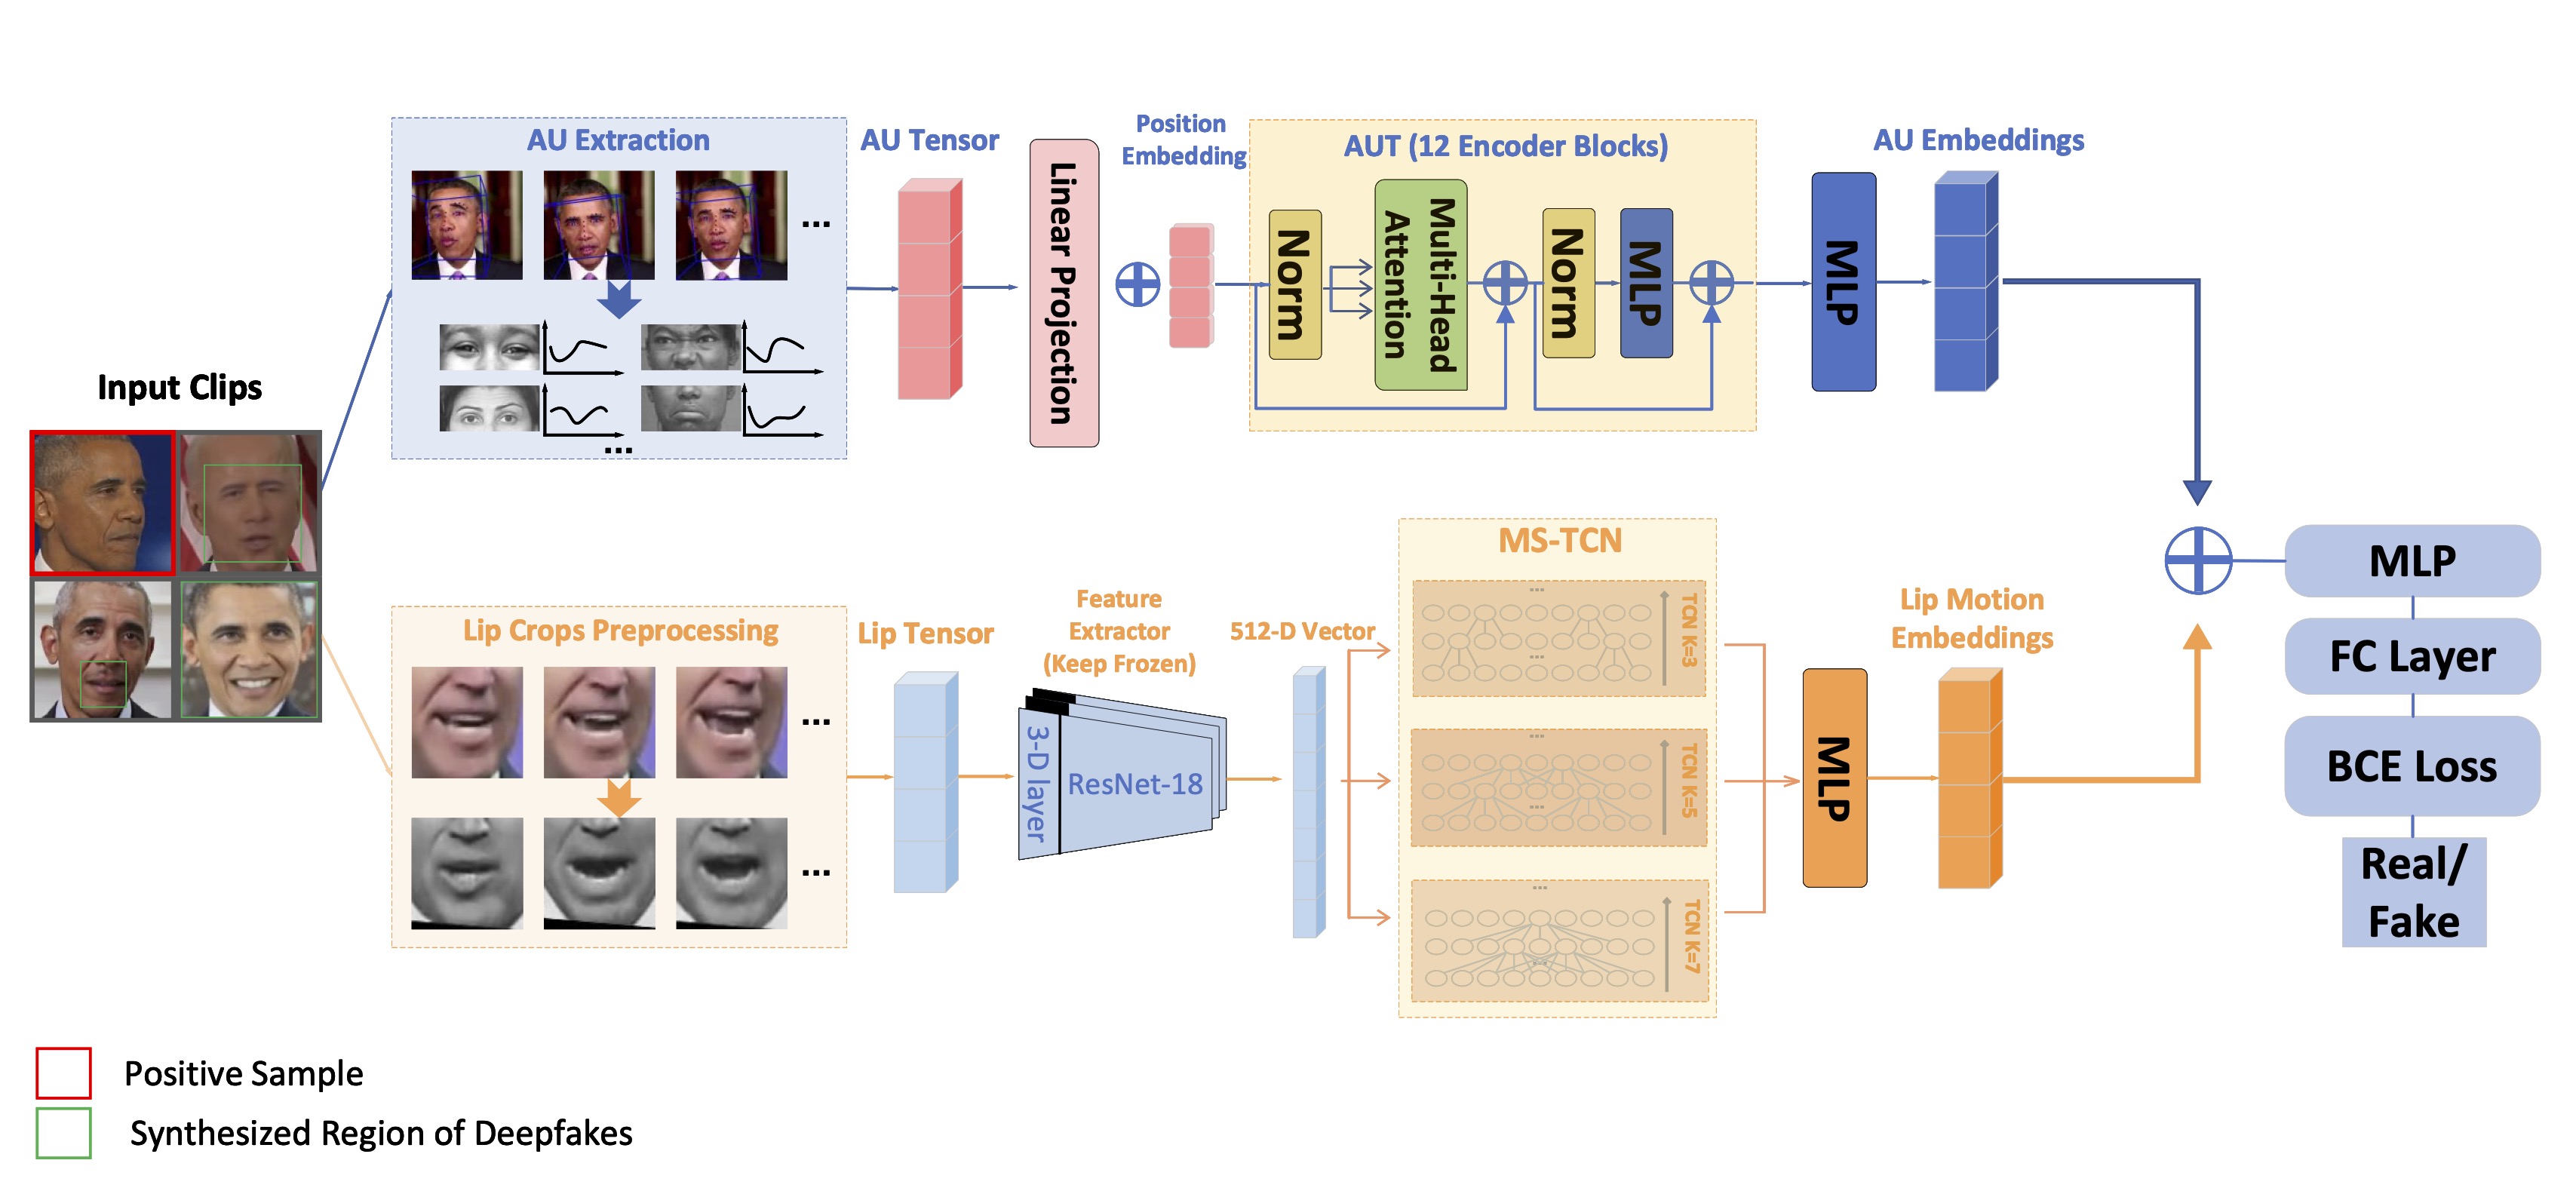 Input Clips
AU Extraction
...
...
AU Tensor
Linear Projection
Position
Embedding
AUT (12 Encoder Blocks)
Norm
Multi-Head
Attention
Norm
MLP
MLP
AU Embeddings
Lip Crops Preprocessing
...
...
Lip Tensor
Feature
Extractor
(Keep Frozen)
3-D layer
ResNet-18
512-D Vector
MS-TCN
...
...
TCN K=3
...
...
TCN K=5
...
...
TCN K=7
MLP
Lip Motion
Embeddings
MLP
FC Layer
BCE Loss
Real/
Fake
Positive Sample
Synthesized Region of Deepfakes